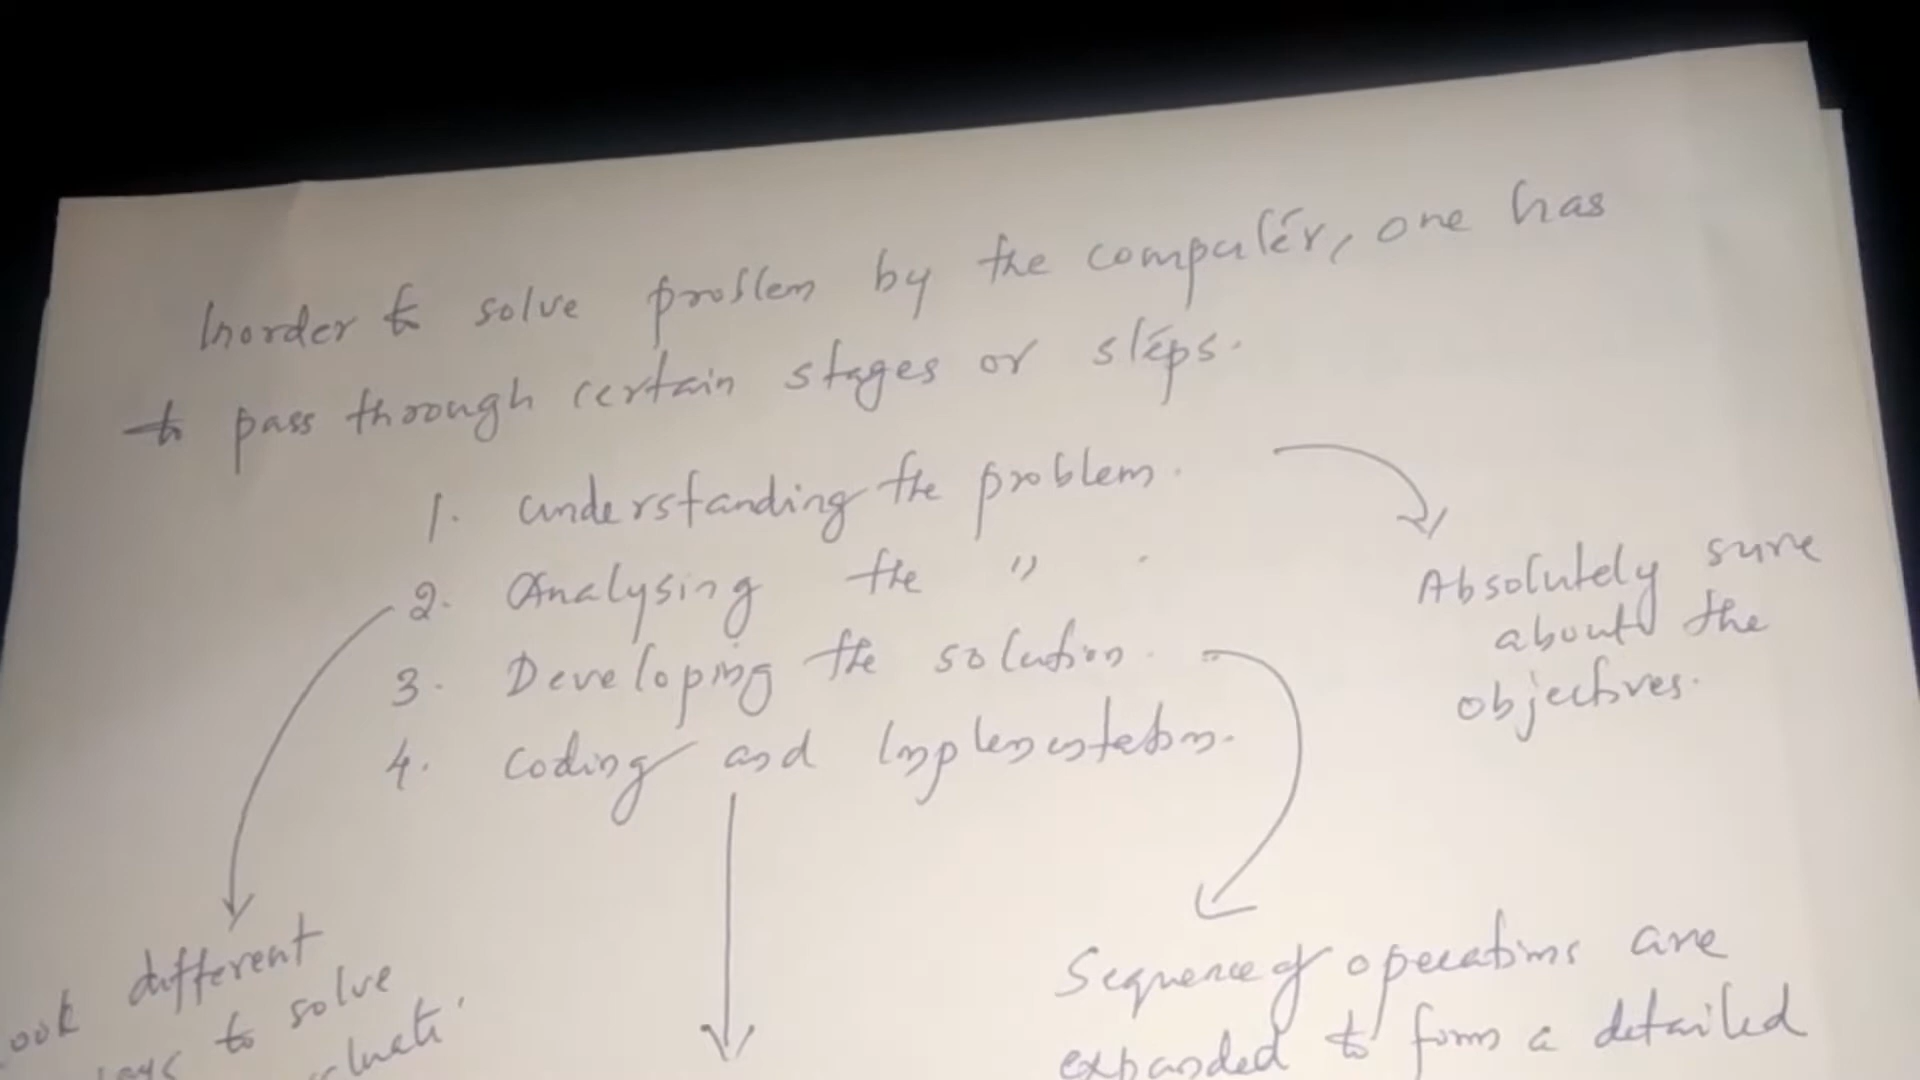 Inorder to solve problem by the computer, one has
to pass through certain stages or steps.
1. understanding the problem.
2. Analysing the " .
3. Developing the solution.
4. Coding and Implementation.
Absolutely sure
about the
objectives.
different
to solve
Sequence of operations are
expanded to form a detailed